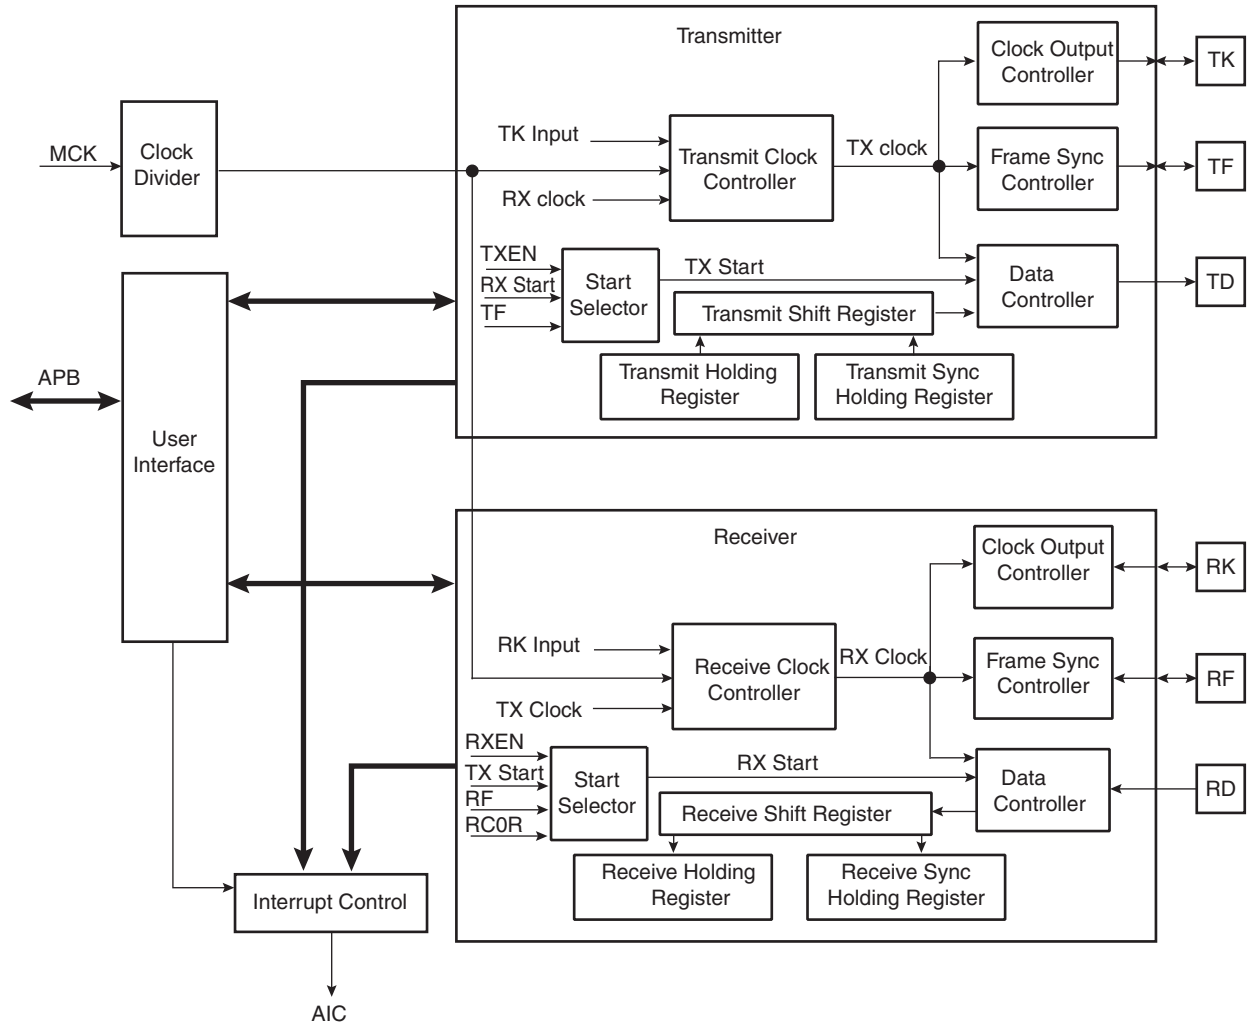 Transmitter
Clock Output
Controller
TK
MCK
Clock
Divider
TK Input
RX clock
Transmit Clock
Controller
TX clock
Frame Sync
Controller
TF
TXEN
RX Start
TF
Start
Selector
TX Start
Data
Controller
TD
Transmit Shift Register
Transmit Holding
Register
Transmit Sync
Holding Register
APB
User
Interface
Receiver
Clock Output
Controller
RK
RK Input
TX Clock
Receive Clock
Controller
RX Clock
Frame Sync
Controller
RF
RXEN
TX Start
RF
RC0R
Start
Selector
RX Start
Data
Controller
RD
Receive Shift Register
Receive Holding
Register
Receive Sync
Holding Register
Interrupt Control
AIC